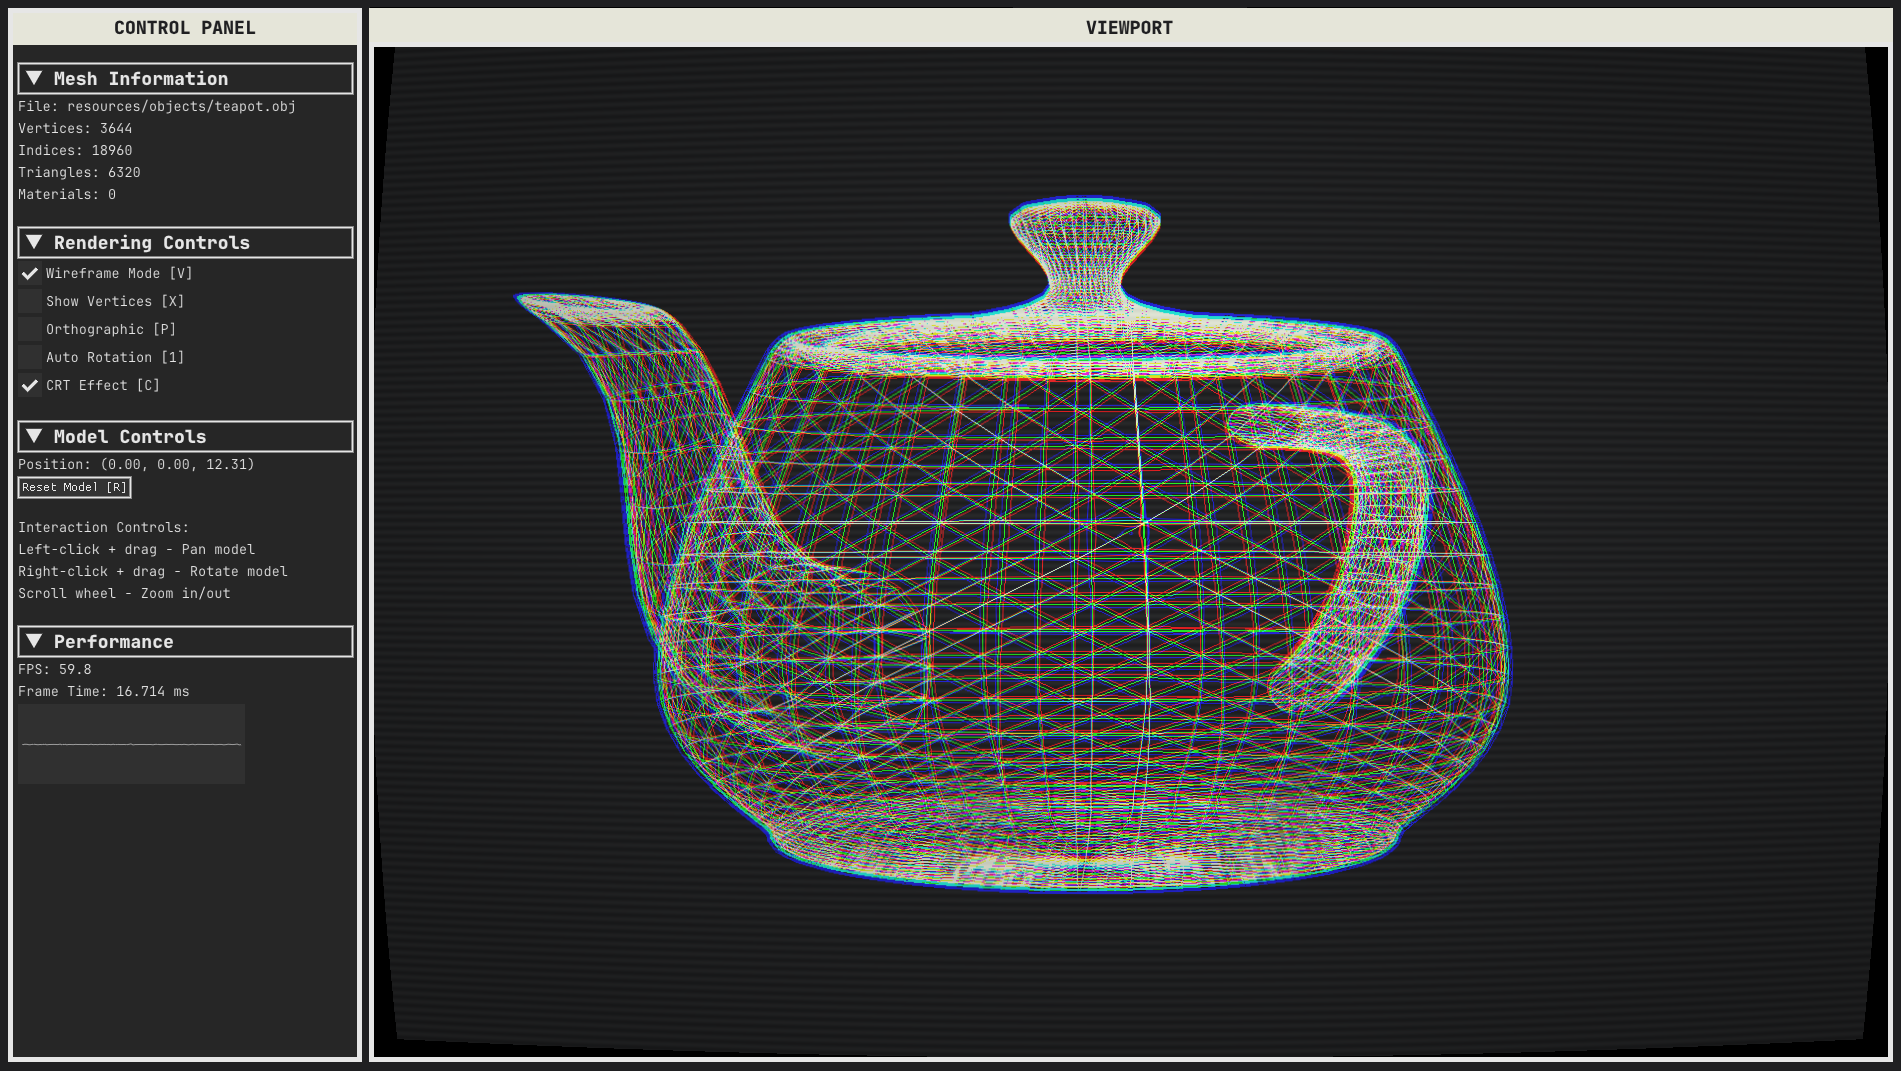 CONTROL PANEL
Mesh Information
File: resources/objects/teapot.obj
Vertices: 3644
Indices: 18960
Triangles: 6320
Materials: 0
Rendering Controls
Wireframe Mode [V]
Show Vertices [X]
Orthographic [P]
Auto Rotation [1]
CRT Effect [C]
Model Controls
Position: (0.00, 0.00, 12.31)
Reset Model [R]
Interaction Controls:
Left-click + drag - Pan model
Right-click + drag - Rotate model
Scroll wheel - Zoom in/out
Performance
FPS: 59.8
Frame Time: 16.714 ms
VIEWPORT